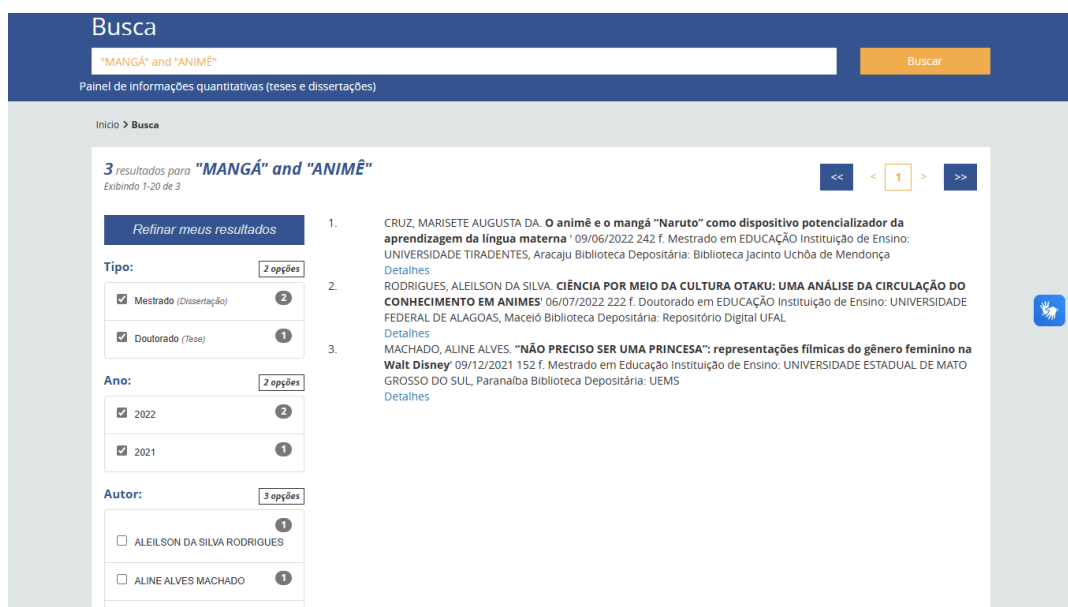 Busca
"MANGÁ" and "ANIMÊ"
Buscar
Painel de informações quantitativas (teses e dissertações)
Inicio > Busca
3 resultados para "MANGÁ" and "ANIMÊ"
Exibindo 1-20 de 3
<< < 1 > >>
Refinar meus resultados
Tipo: 2 opções
Mestrado (Dissertação) 2
Doutorado (Tese) 1
Ano: 2 opções
2022 2
2021 1
Autor: 3 opções
1
ALEILSON DA SILVA RODRIGUES
ALINE ALVES MACHADO 1
1. CRUZ, MARISETE AUGUSTA DA. O animê e o mangá “Naruto” como dispositivo potencializador da
aprendizagem da língua materna ' 09/06/2022 242 f. Mestrado em EDUCAÇÃO Instituição de Ensino:
UNIVERSIDADE TIRADENTES, Aracaju Biblioteca Depositária: Biblioteca Jacinto Uchôa de Mendonça
Detalhes
2. RODRIGUES, ALEILSON DA SILVA. CIÊNCIA POR MEIO DA CULTURA OTAKU: UMA ANÁLISE DA CIRCULAÇÃO DO
CONHECIMENTO EM ANIMES' 06/07/2022 222 f. Doutorado em EDUCAÇÃO Instituição de Ensino: UNIVERSIDADE
FEDERAL DE ALAGOAS, Maceió Biblioteca Depositária: Repositório Digital UFAL
Detalhes
3. MACHADO, ALINE ALVES. “NÃO PRECISO SER UMA PRINCESA”: representações fílmicas do gênero feminino na
Walt Disney' 09/12/2021 152 f. Mestrado em Educação Instituição de Ensino: UNIVERSIDADE ESTADUAL DE MATO
GROSSO DO SUL, Paranaíba Biblioteca Depositária: UEMS
Detalhes